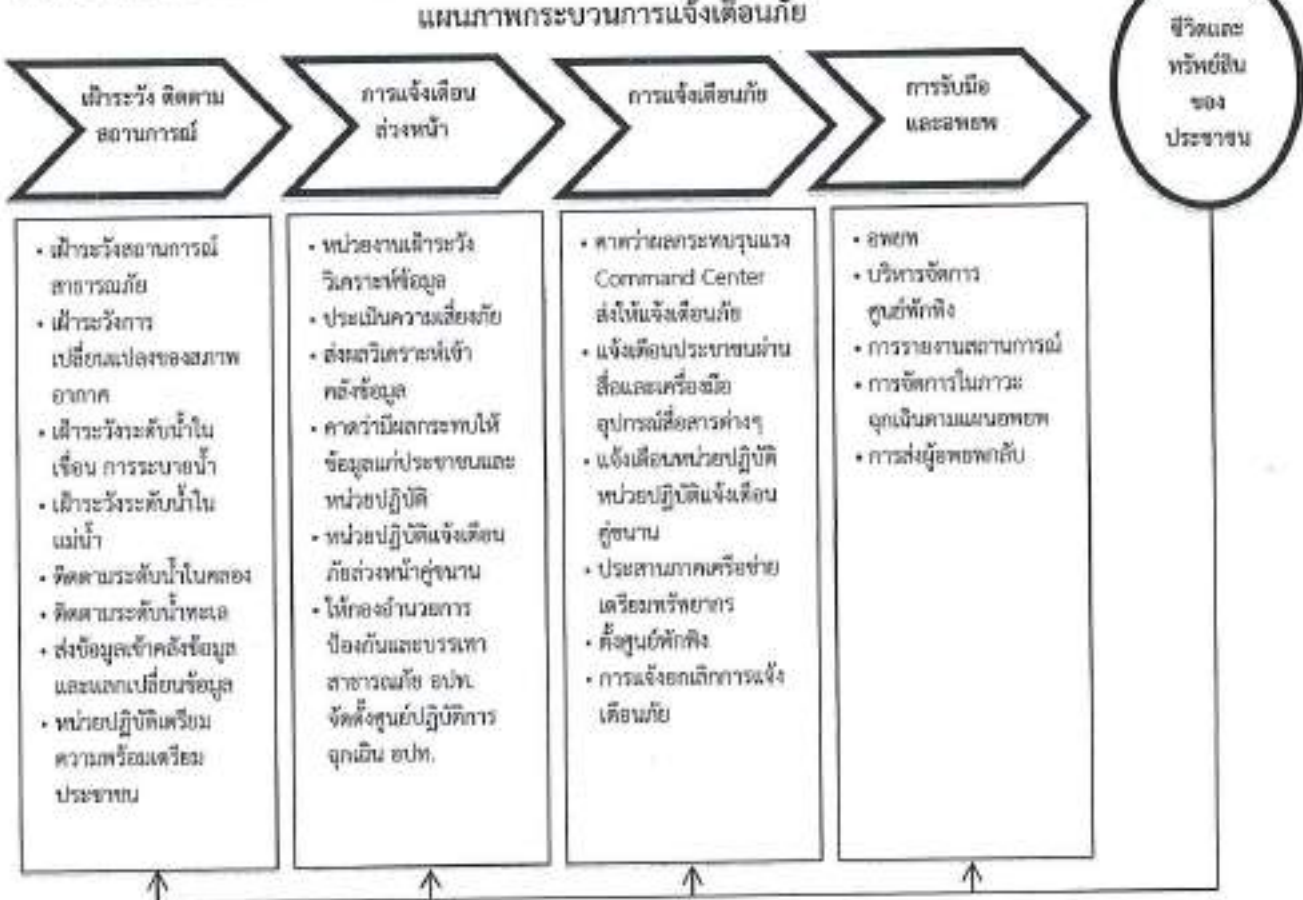 แผนภาพกระบวนการแจ้งเตือนภัย
เฝ้าระวัง ติดตาม
สถานการณ์
การแจ้งเตือน
ล่วงหน้า
การแจ้งเตือนภัย
การรับมือ
และอพยพ
ชีวิตและ
ทรัพย์สิน
ของ
ประชาชน
• เฝ้าระวังสถานการณ์
สาธารณภัย
• เฝ้าระวังการ
เปลี่ยนแปลงของสภาพ
อากาศ
• เฝ้าระวังระดับน้ำใน
เขื่อน การระบายน้ำ
• เฝ้าระวังระดับน้ำใน
แม่น้ำ
• ติดตามระดับน้ำในคลอง
• ติดตามระดับน้ำทะเล
• ส่งข้อมูลเข้าคลังข้อมูล
และแลกเปลี่ยนข้อมูล
• หน่วยปฏิบัติเตรียม
ความพร้อมเตรียม
ประชาชน
• หน่วยงานเฝ้าระวัง
วิเคราะห์ข้อมูล
• ประเมินความเสี่ยงภัย
• ส่งผลวิเคราะห์เข้า
คลังข้อมูล
• คาดว่ามีผลกระทบให้
ข้อมูลแก่ประชาชนและ
หน่วยปฏิบัติ
• หน่วยปฏิบัติแจ้งเตือน
ภัยล่วงหน้าคู่ขนาน
• ให้กองอำนวยการ
ป้องกันและบรรเทา
สาธารณภัย อปท.
จัดตั้งศูนย์ปฏิบัติการ
ฉุกเฉิน อปท.
• คาดว่าผลกระทบรุนแรง
Command Center
สั่งให้แจ้งเตือนภัย
• แจ้งเตือนประชาชนผ่าน
สื่อและเครื่องมือ
อุปกรณ์สื่อสารต่างๆ
• แจ้งเตือนหน่วยปฏิบัติ
หน่วยปฏิบัติแจ้งเตือน
คู่ขนาน
• ประสานภาคเครือข่าย
เตรียมทรัพยากร
• ตั้งศูนย์พักพิง
• การแจ้งยกเลิกการแจ้ง
เตือนภัย
• อพยพ
• บริหารจัดการ
ศูนย์พักพิง
• การรายงานสถานการณ์
• การจัดการในภาวะ
ฉุกเฉินตามแผนอพยพ
• การส่งผู้อพยพกลับ